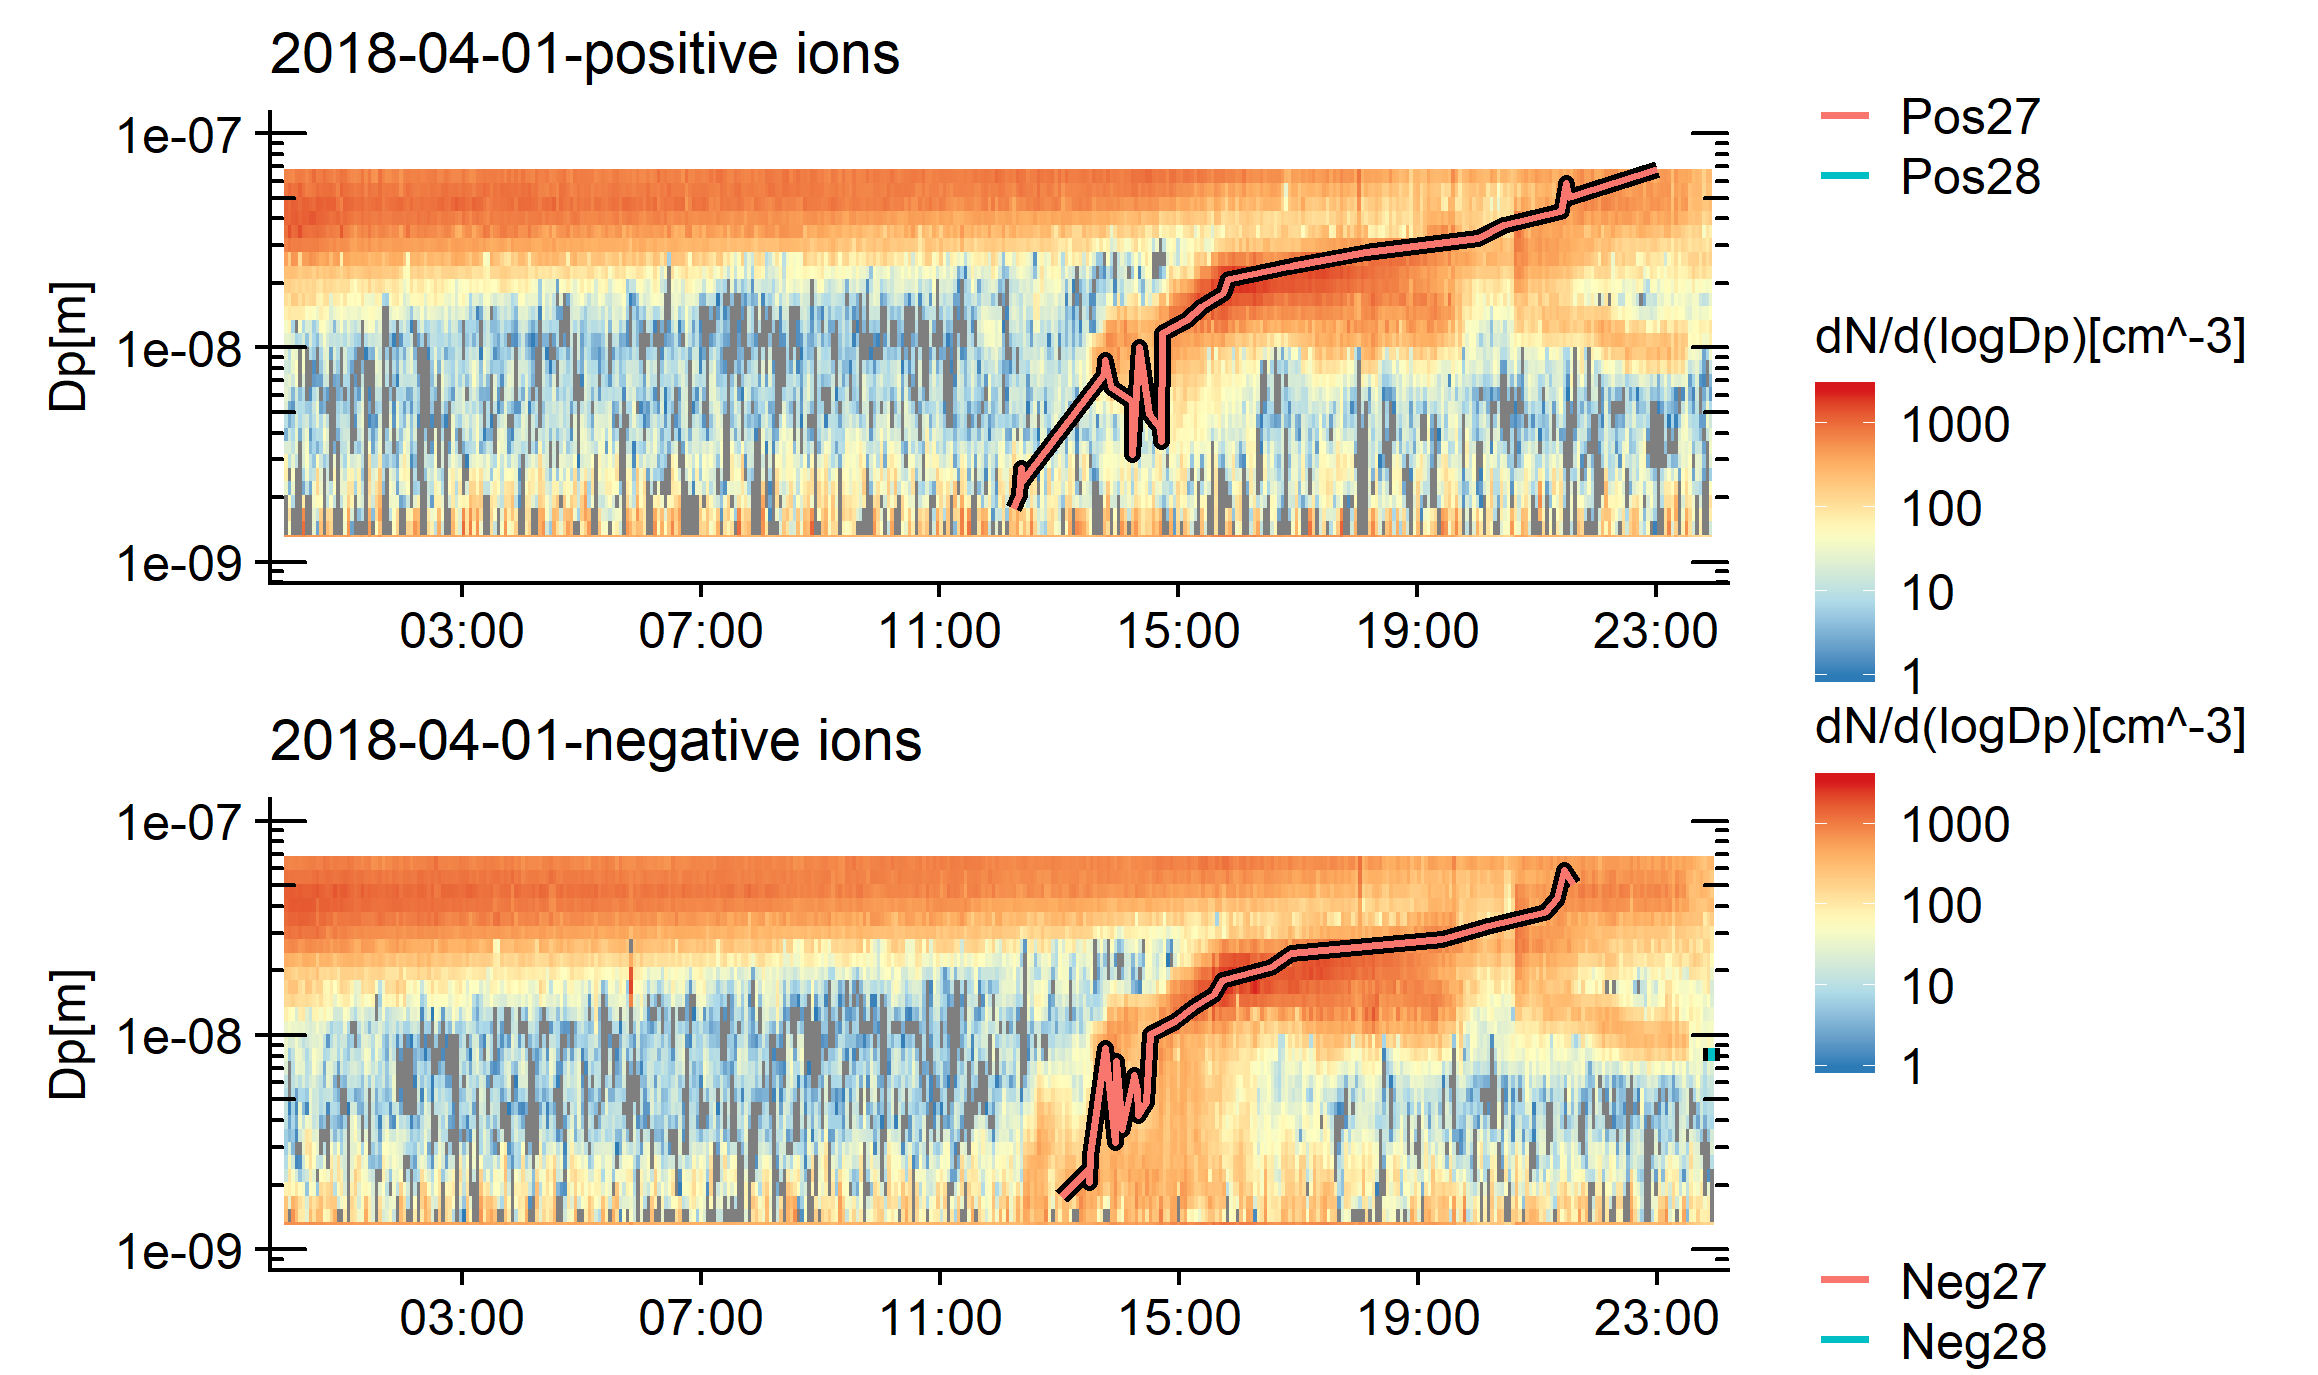 2018-04-01-positive ions
1e-07
1e-08
1e-09
Dp[m]
03:00 07:00 11:00 15:00 19:00 23:00
Pos27
Pos28
dN/d(logDp)[cm^-3]
1000
100
10
1
2018-04-01-negative ions
1e-07
1e-08
1e-09
Dp[m]
03:00 07:00 11:00 15:00 19:00 23:00
dN/d(logDp)[cm^-3]
1000
100
10
1
Neg27
Neg28